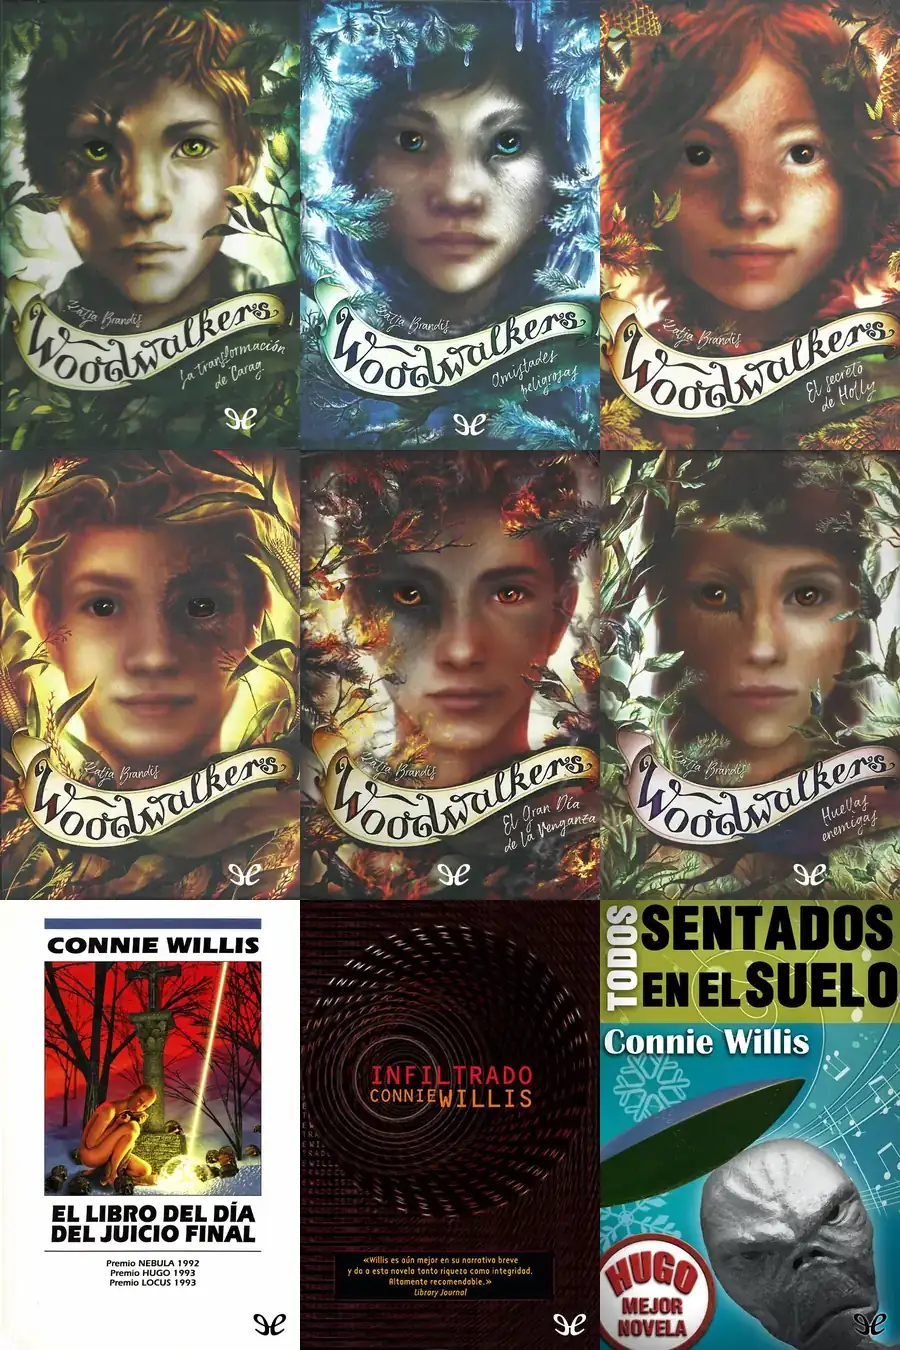 Katja Brandis
Woodwalkers
La transformación
de Carag
Katja Brandis
Woodwalkers
Amistades
peligrosas
Katja Brandis
Woodwalkers
El secreto
de Holly
Katja Brandis
Woodwalkers
Katja Brandis
Woodwalkers
El Gran Día
de la Venganza
Katja Brandis
Woodwalkers
Huellas
enemigas
CONNIE WILLIS
EL LIBRO DEL DÍA
DEL JUICIO FINAL
Premio NEBULA 1992
Premio HUGO 1993
Premio LOCUS 1993
INFILTRADO
CONNIE WILLIS
«Willis es aún mejor en su narrativa breve
y da a esta novela tanto riqueza como integridad.
Altamente recomendable.»
Library Journal
TODOS
SENTADOS
EN EL SUELO
Connie Willis
HUGO
MEJOR
NOVELA